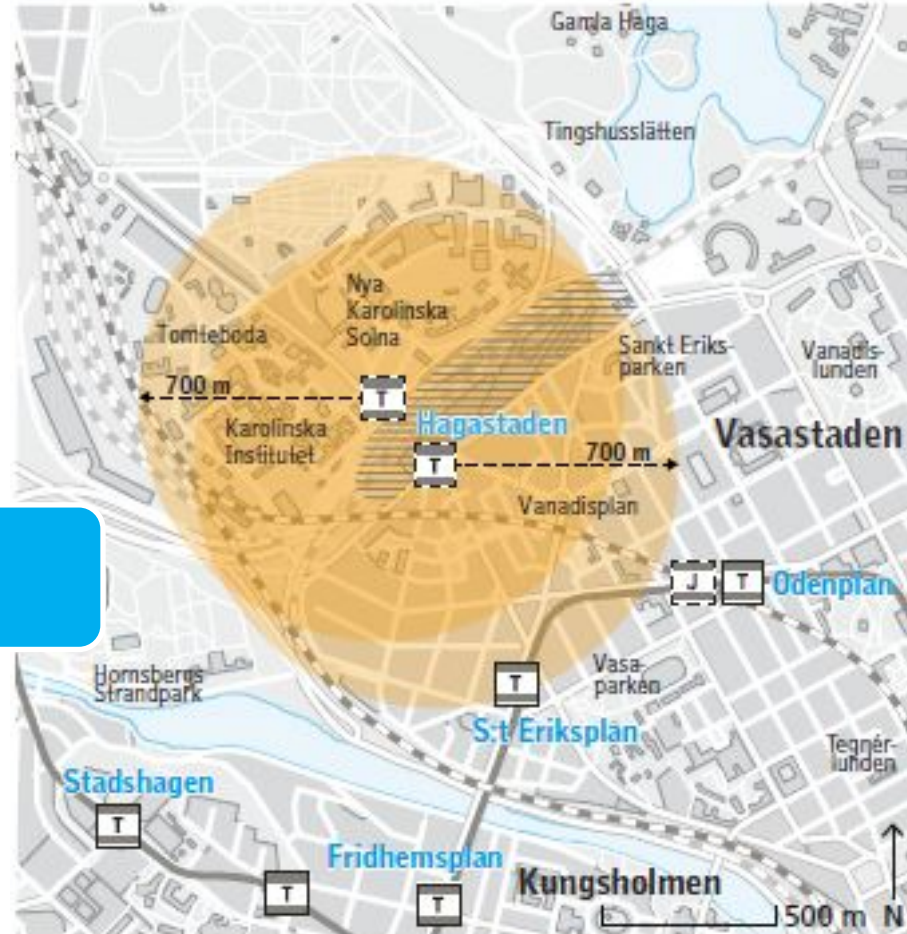 Gamla Haga
Tingshusslätten
Nya
Karolinska
Solna
Tomteboda
Sankt Eriks-
parken
Vanadis-
lunden
700 m
T
Hagastaden
Vasastaden
Karolinska
Institutet
T
700 m
Vanadisplan
J
T
Odenplan
Hornsbergs
Strandpark
Vasa-
parken
T
S:t Eriksplan
Tegnér-
lunden
Stadshagen
T
Fridhemsplan
T
T
Kungsholmen
500 m
N